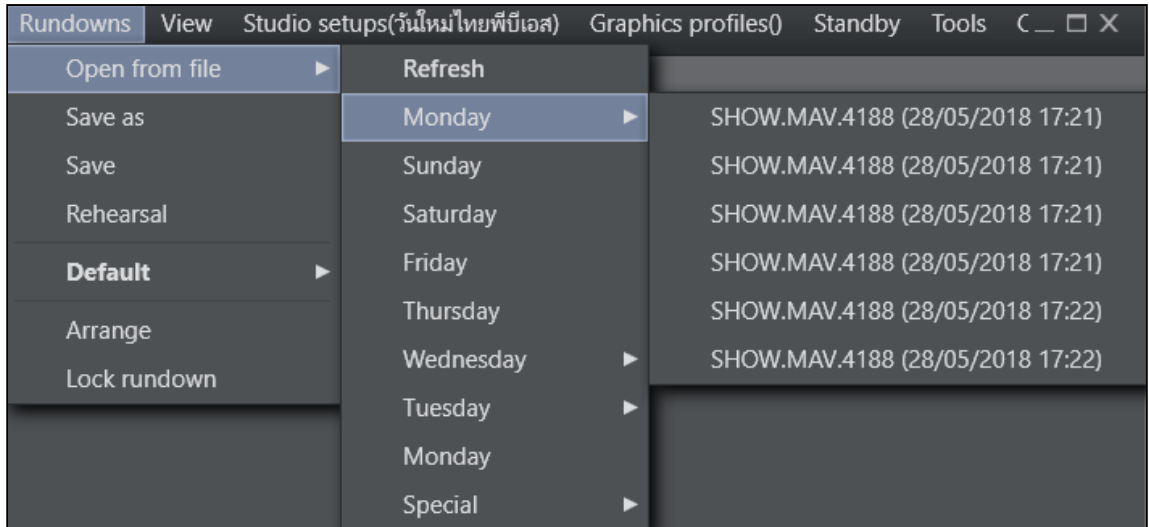 Rundowns View Studio setups(วันใหม่ไทยพีบีเอส) Graphics profiles() Standby Tools
Open from file
Save as
Save
Rehearsal
Default
Arrange
Lock rundown
Refresh
Monday
Sunday
Saturday
Friday
Thursday
Wednesday
Tuesday
Monday
Special
SHOW.MAV.4188 (28/05/2018 17:21)
SHOW.MAV.4188 (28/05/2018 17:21)
SHOW.MAV.4188 (28/05/2018 17:21)
SHOW.MAV.4188 (28/05/2018 17:21)
SHOW.MAV.4188 (28/05/2018 17:22)
SHOW.MAV.4188 (28/05/2018 17:22)